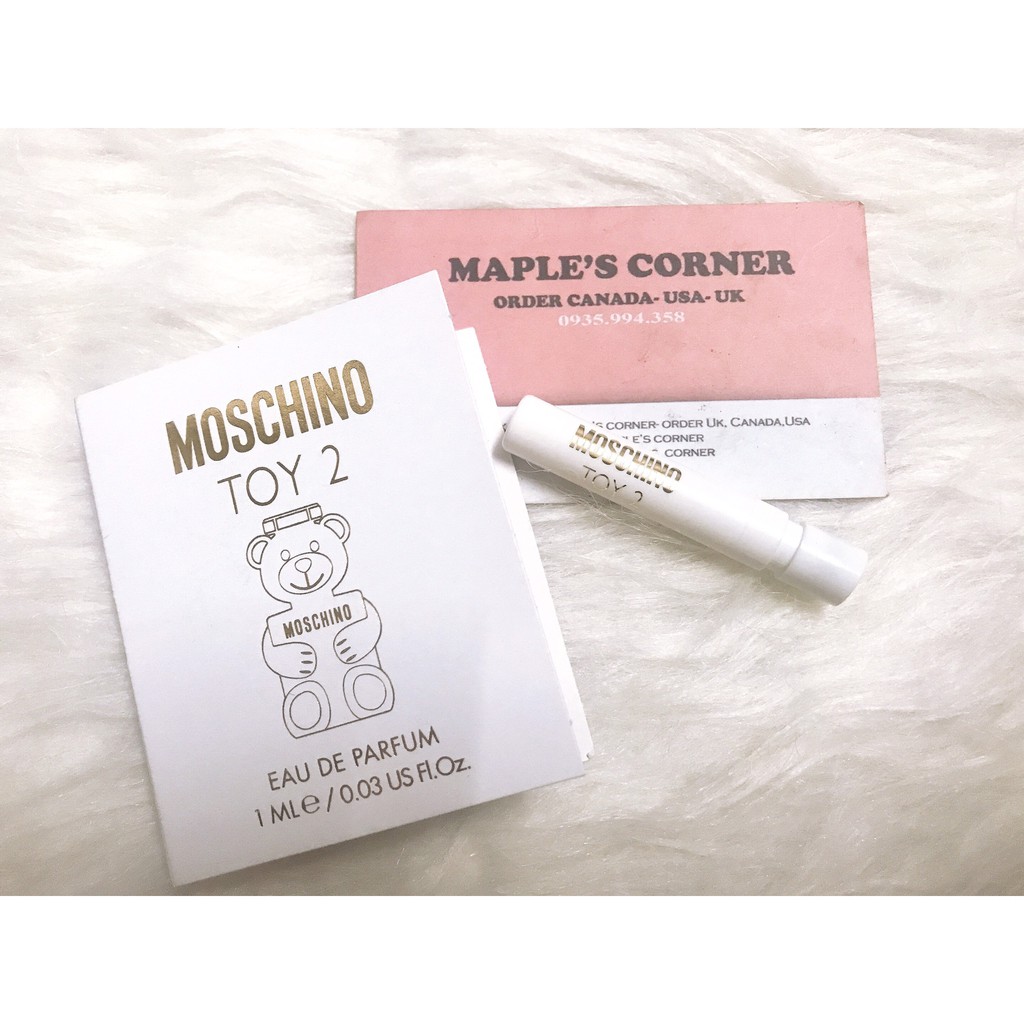 MAPLE'S CORNER
ORDER CANADA- USA- UK
0935.994.358
CORNER- ORDER UK, CANADA,USA
CORNER
CORNER
MOSCHINO
TOY 2
MOSCHINO
EAU DE PARFUM
1 ML e / 0.03 US Fl.Oz.
MOSCHINO
TOY 2